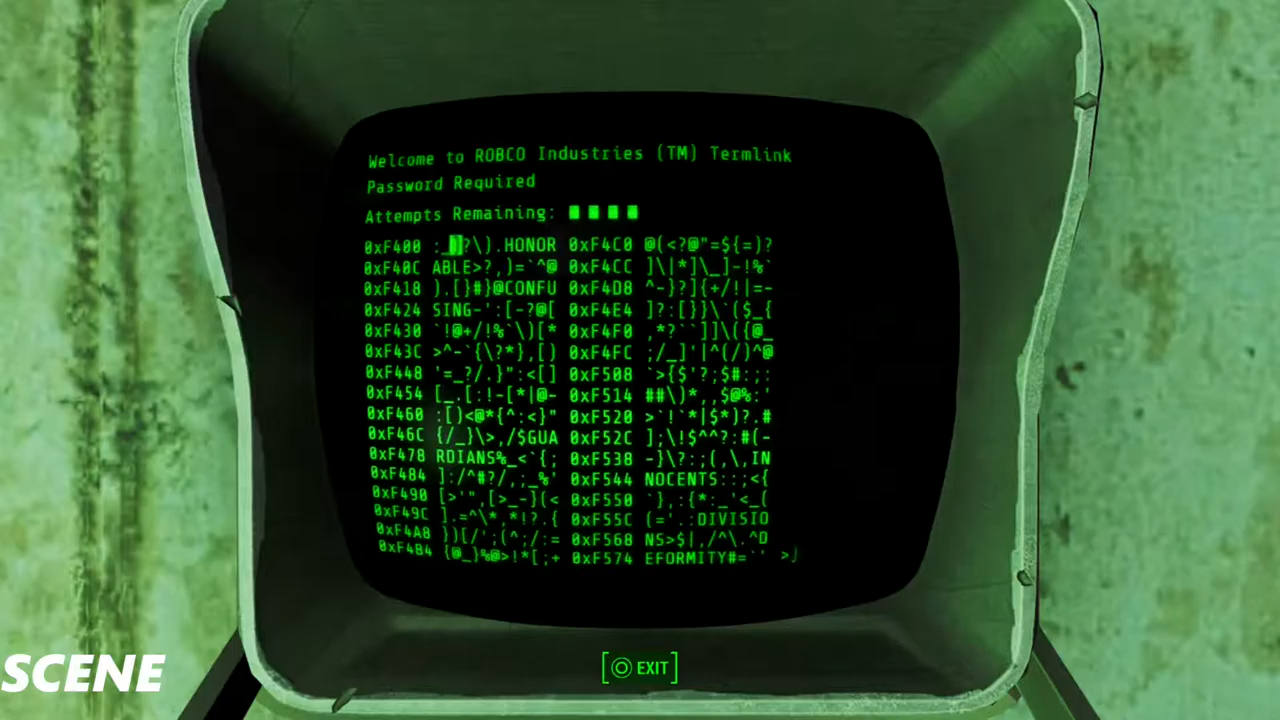 Welcome to ROBCO Industries (TM) Termlink
Password Required
Attempts Remaining: ■ ■ ■ ■
0xF400 :_]?\).HONOR 0xF4C0 @(<?@"=${=)?
0xF40C ABLE>?,)=`^@ 0xF4CC ]\|*]\_]-!%`
0xF418 ).[}#}@CONFU 0xF4D8 ^-}?]{+/!|=-
0xF424 SING-':[-?@[ 0xF4E4 ]?:[}}\`($_{
0xF430 `!@+/!%`\)[* 0xF4F0 ,*?``]]\({@_
0xF43C >^-`{\?*},[) 0xF4FC ;/_]'|^(/)^@
0xF448 '=_?/.}":<[] 0xF508 `>{$'?;$#:;:
0xF454 [_.[:!-[*|@- 0xF514 ##\)*,,$@%:'
0xF460 :[)<@*{^:<}" 0xF520 >`!`*|$*)?.#
0xF46C {/_}\>,/$GUA 0xF52C ];\!$^^?:#(-
0xF478 RDIANS%_<`{; 0xF538 -}\?:;(,\,IN
0xF484 ]:/^#?/,;_%' 0xF544 NOCENTS::;<{
0xF490 [>'",[>_-}(< 0xF550 `},:{*:_'<_(
0xF49C ].=^\*,*!?.{ 0xF55C (='.:DIVISIO
0xF4A8 })[/';(^;/:= 0xF568 NS>$|,/^\.^D
0xF4B4 {@_}%@>!*[;+ 0xF574 EFORMITY#=`' >
[ EXIT]
SCENE